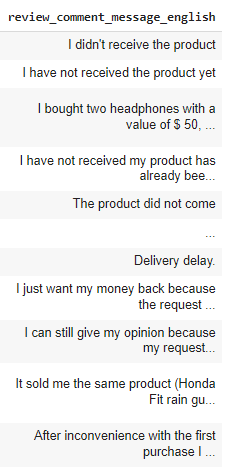 review_comment_message_english
I didn't receive the product
I have not received the product yet
I bought two headphones with a
value of $ 50, ...
I have not received my product has
already bee...
The product did not come
...
Delivery delay.
I just want my money back because
the request ...
I can still give my opinion because
my request...
It sold me the same product (Honda
Fit rain gu...
After inconvenience with the first
purchase I ...